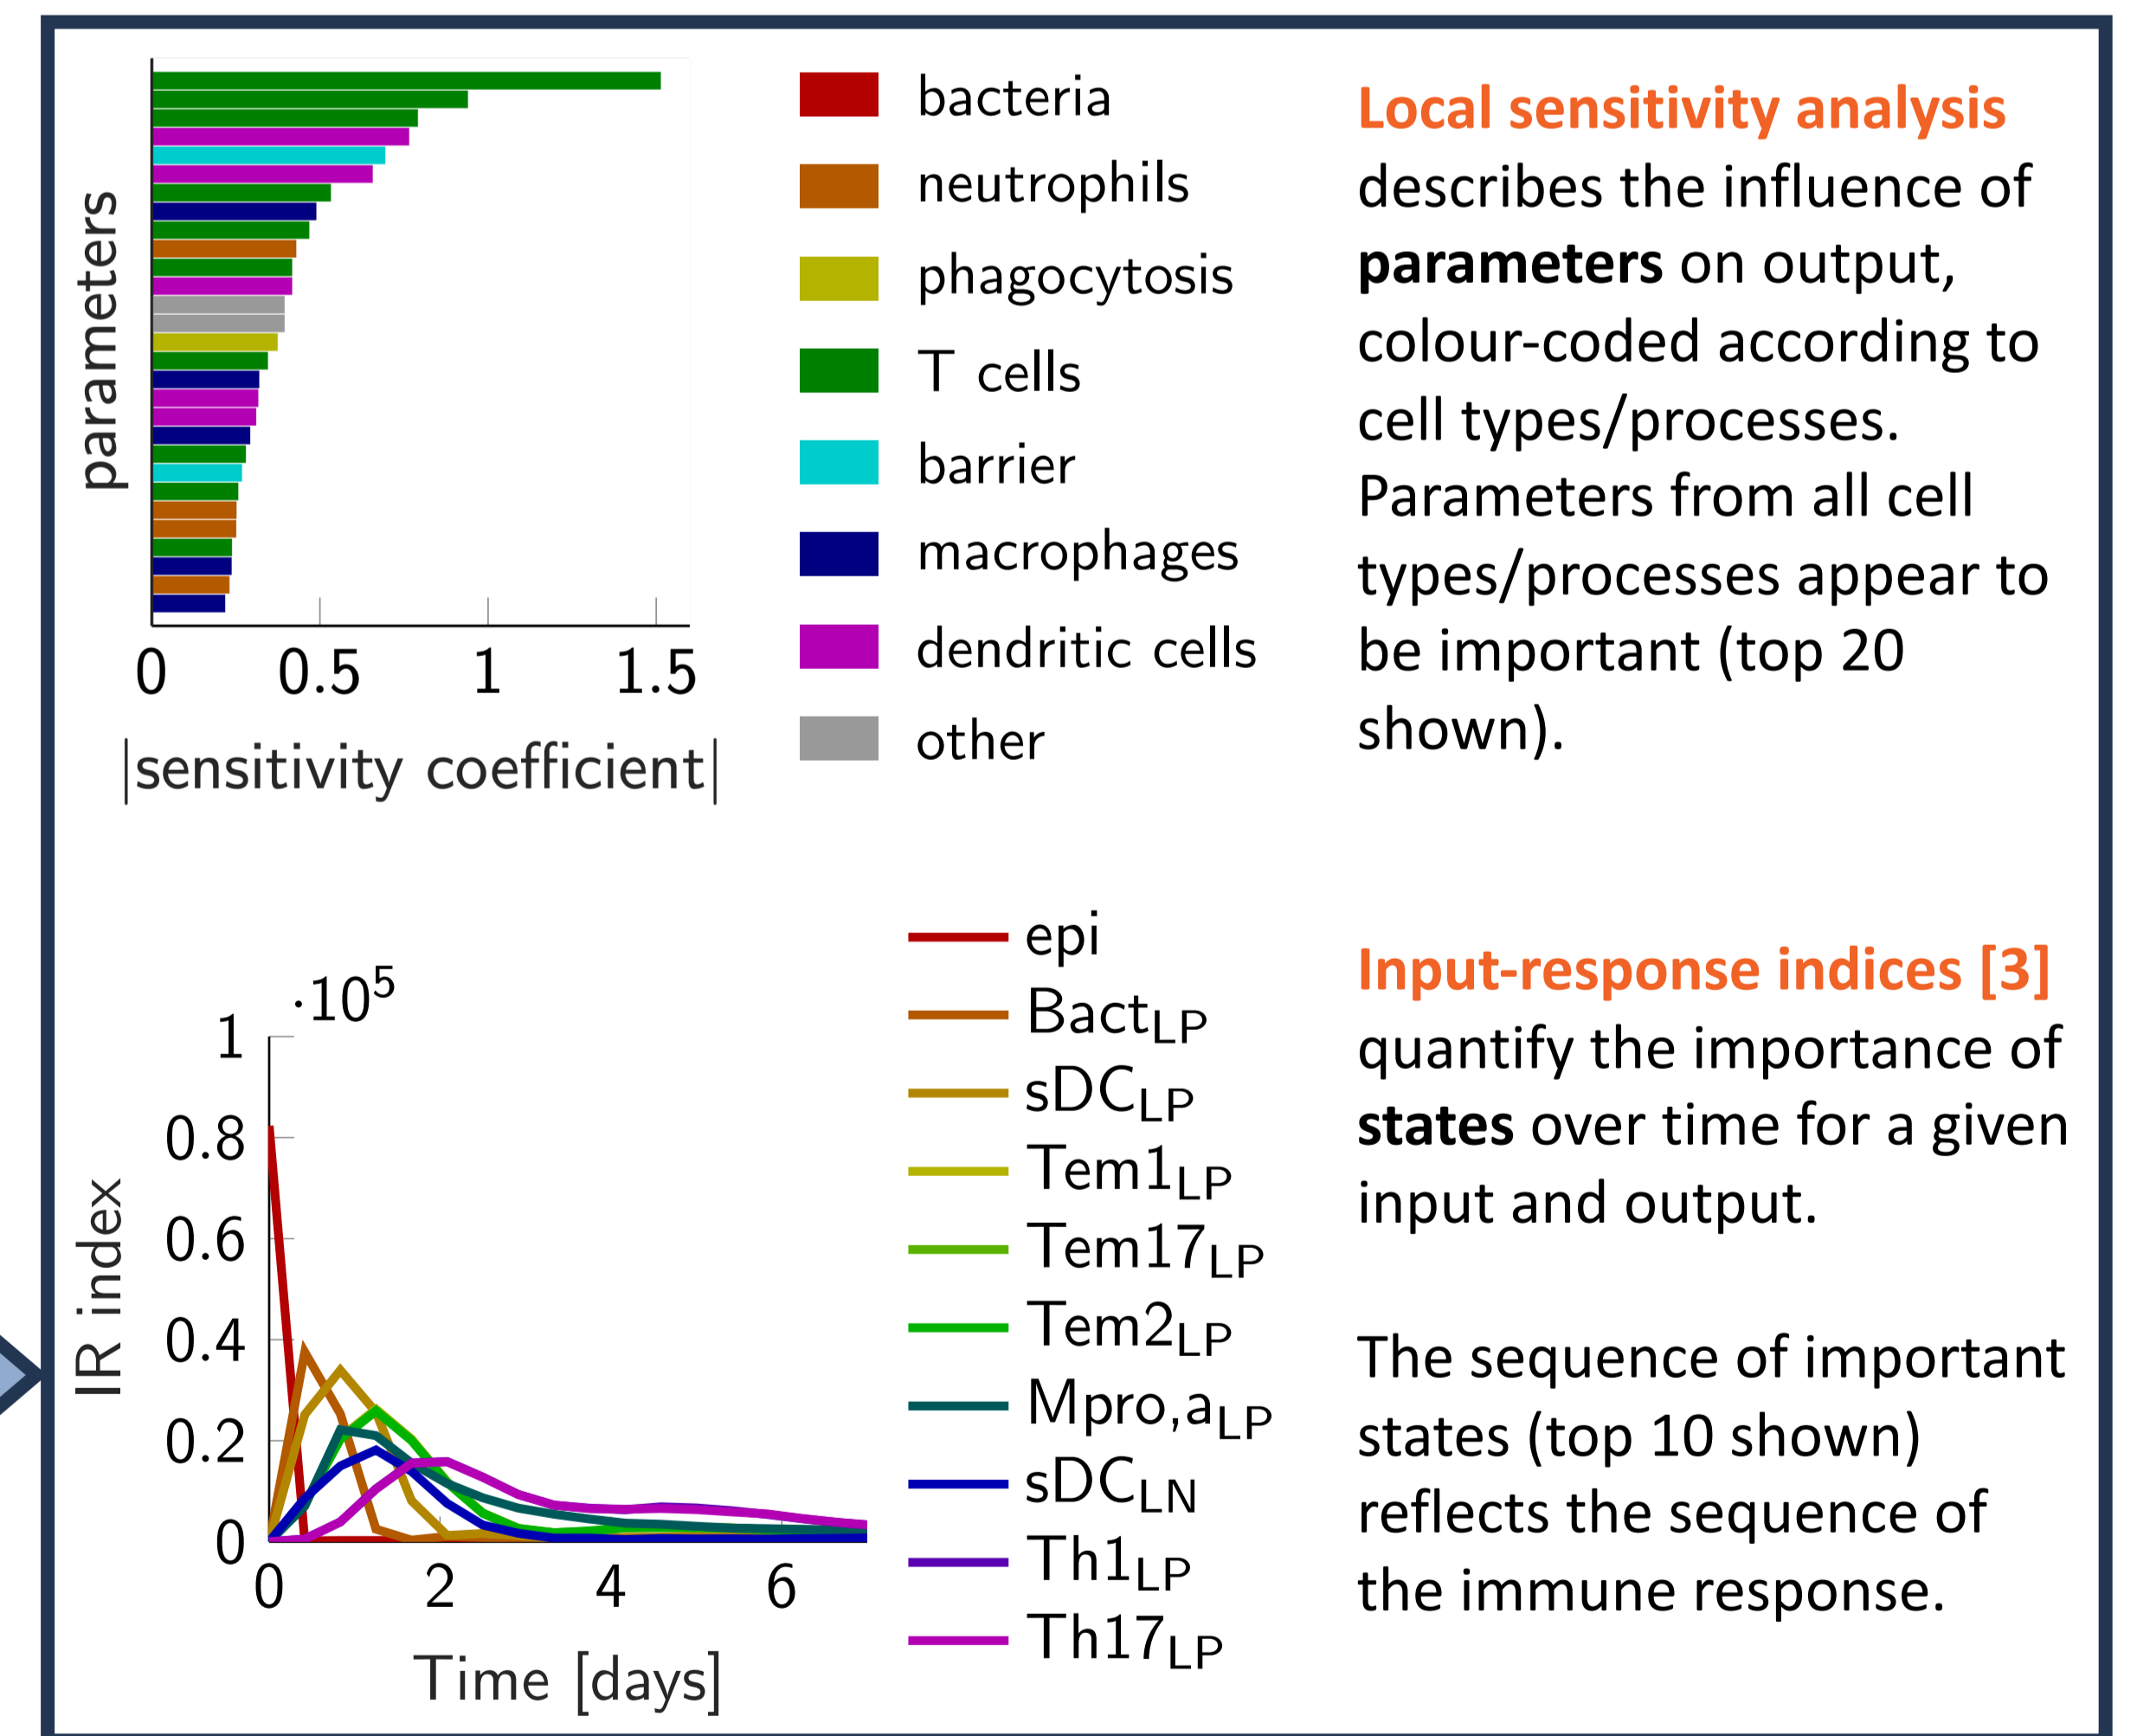 parameters
0 0.5 1 1.5
|sensitivity coefficient|
bacteria
neutrophils
phagocytosis
T cells
barrier
macrophages
dendritic cells
other
Local sensitivity analysis
describes the influence of
parameters on output,
colour-coded according to
cell types/processes.
Parameters from all cell
types/processes appear to
be important (top 20
shown).
·10⁵
1
0.8
0.6
0.4
0.2
0
IR index
0 2 4 6
Time [days]
epi
Bact_LP
sDC_LP
Tem1_LP
Tem17_LP
Tem2_LP
Mpro,a_LP
sDC_LN
Th1_LP
Th17_LP
Input-response indices [3]
quantify the importance of
states over time for a given
input and output.
The sequence of important
states (top 10 shown)
reflects the sequence of
the immune response.